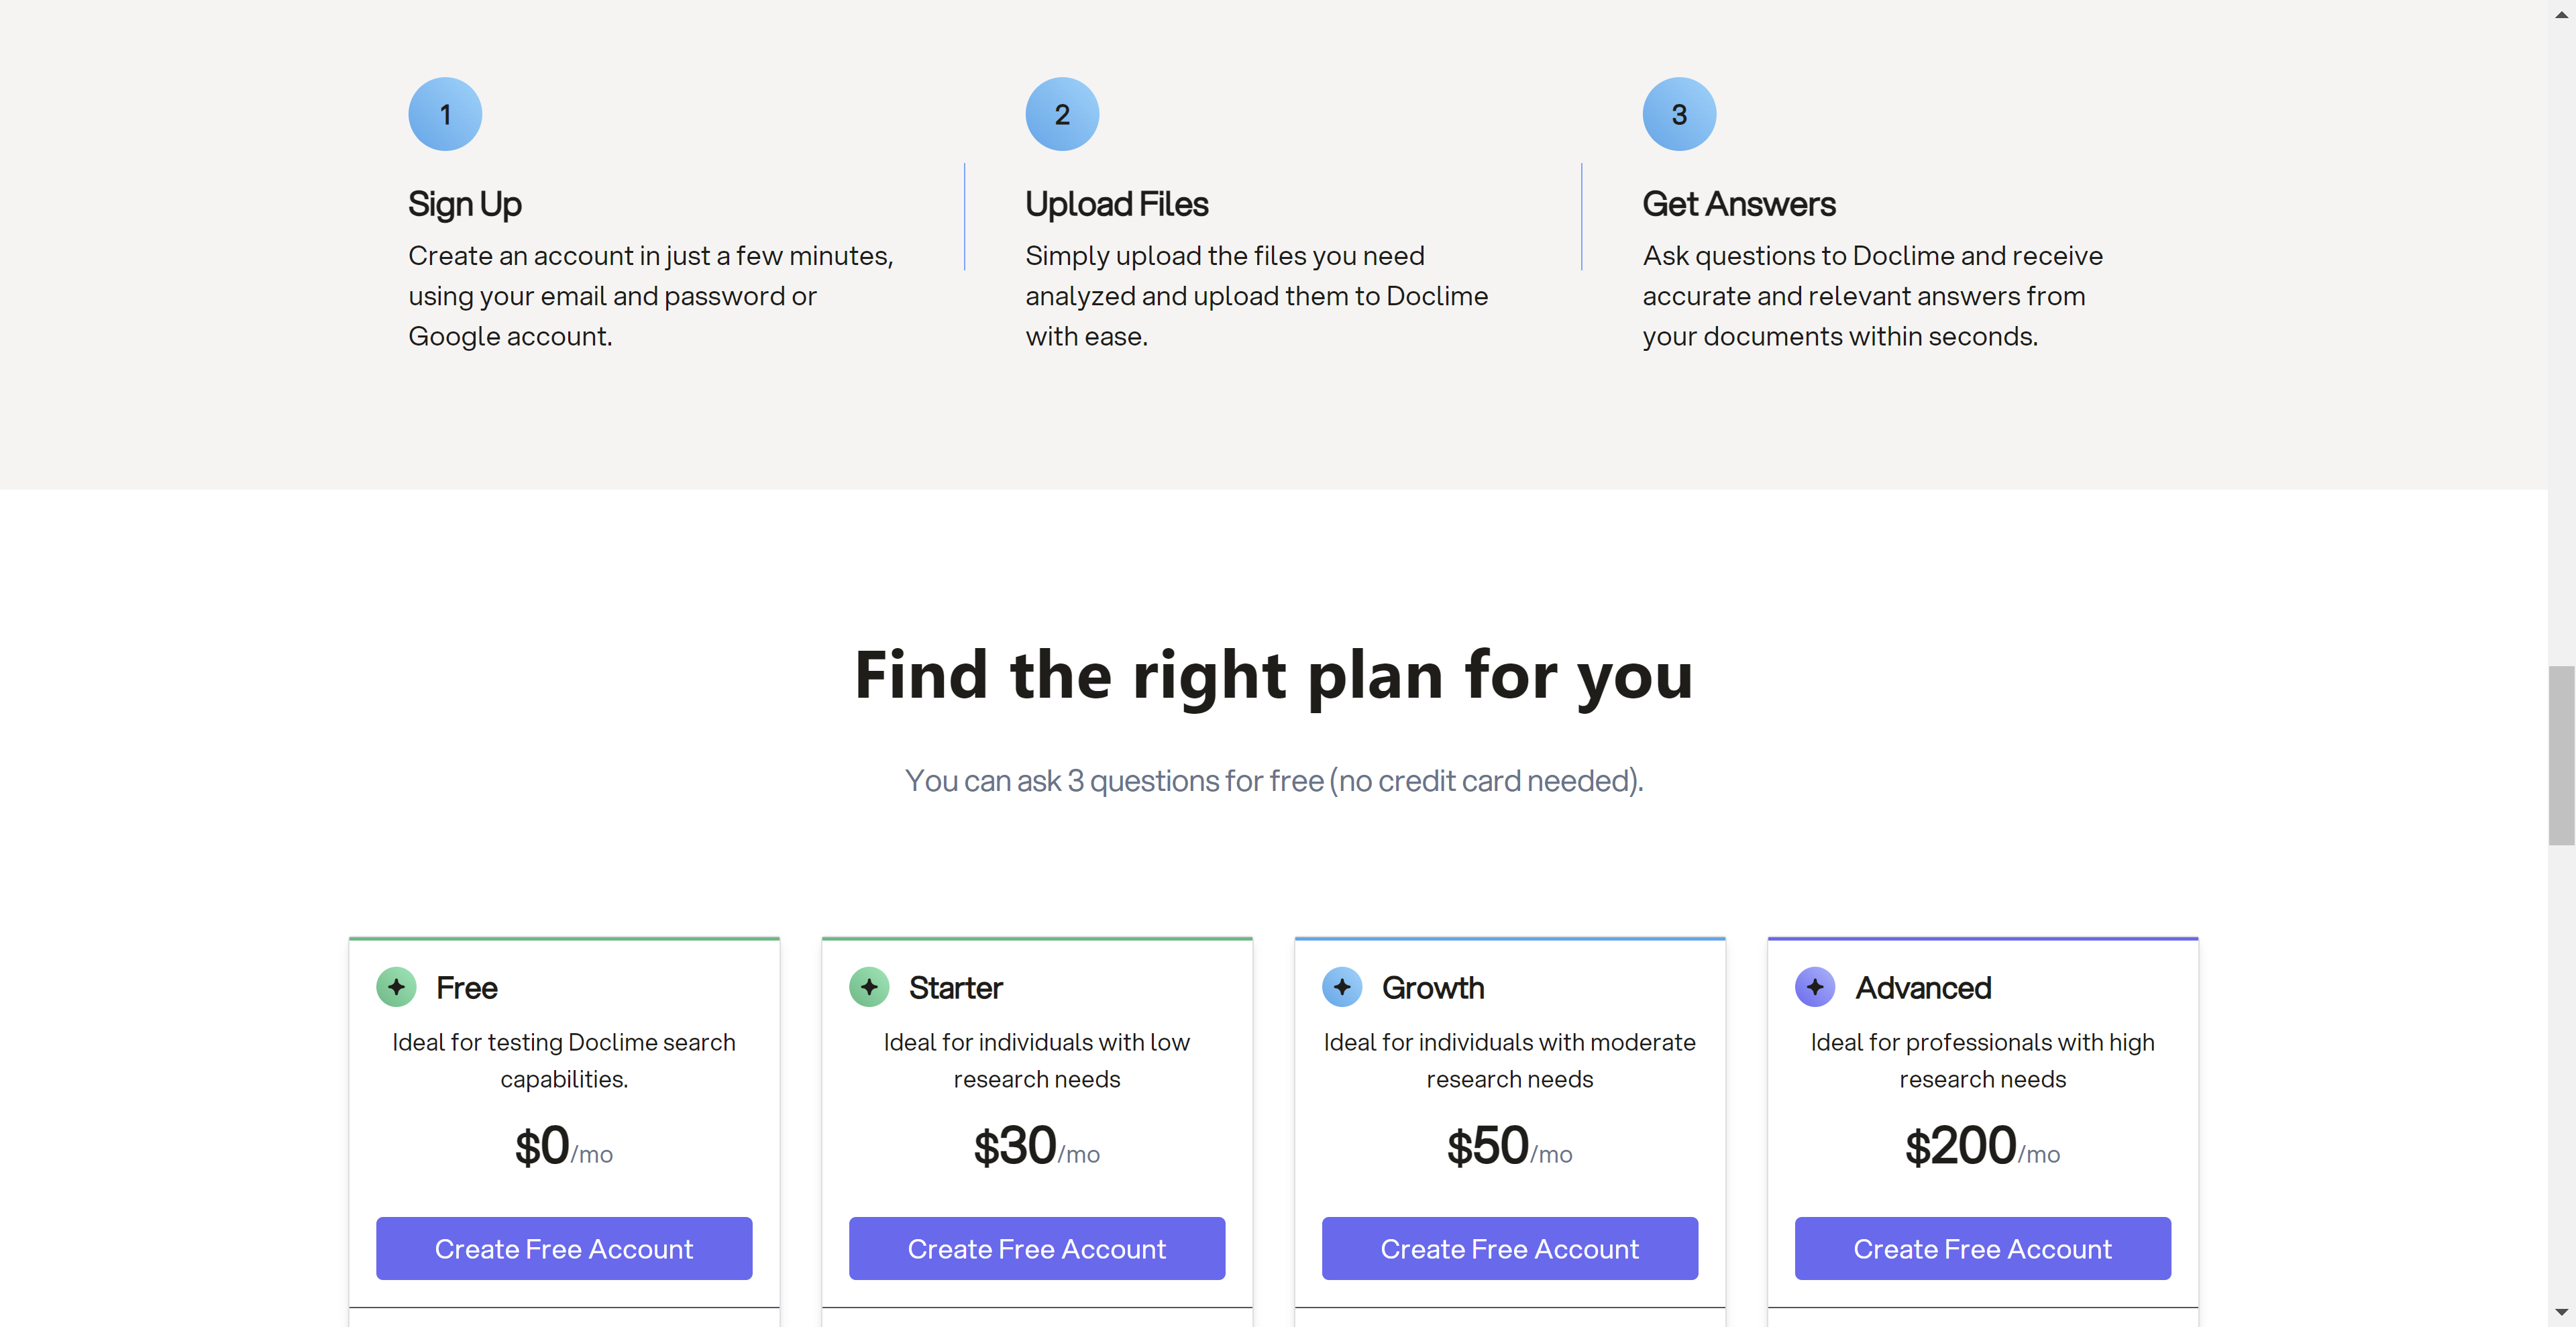 1
Sign Up
Create an account in just a few minutes,
using your email and password or
Google account.
2
Upload Files
Simply upload the files you need
analyzed and upload them to Doclime
with ease.
3
Get Answers
Ask questions to Doclime and receive
accurate and relevant answers from
your documents within seconds.
Find the right plan for you
You can ask 3 questions for free (no credit card needed).
Free
Ideal for testing Doclime search
capabilities.
$0/mo
Create Free Account
Starter
Ideal for individuals with low
research needs
$30/mo
Create Free Account
Growth
Ideal for individuals with moderate
research needs
$50/mo
Create Free Account
Advanced
Ideal for professionals with high
research needs
$200/mo
Create Free Account